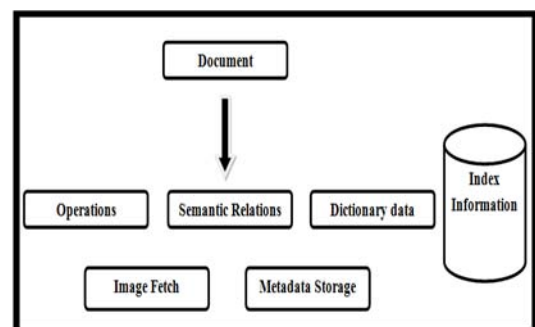 Document
Operations
Semantic Relations
Dictionary data
Index
Information
Image Fetch
Metadata Storage